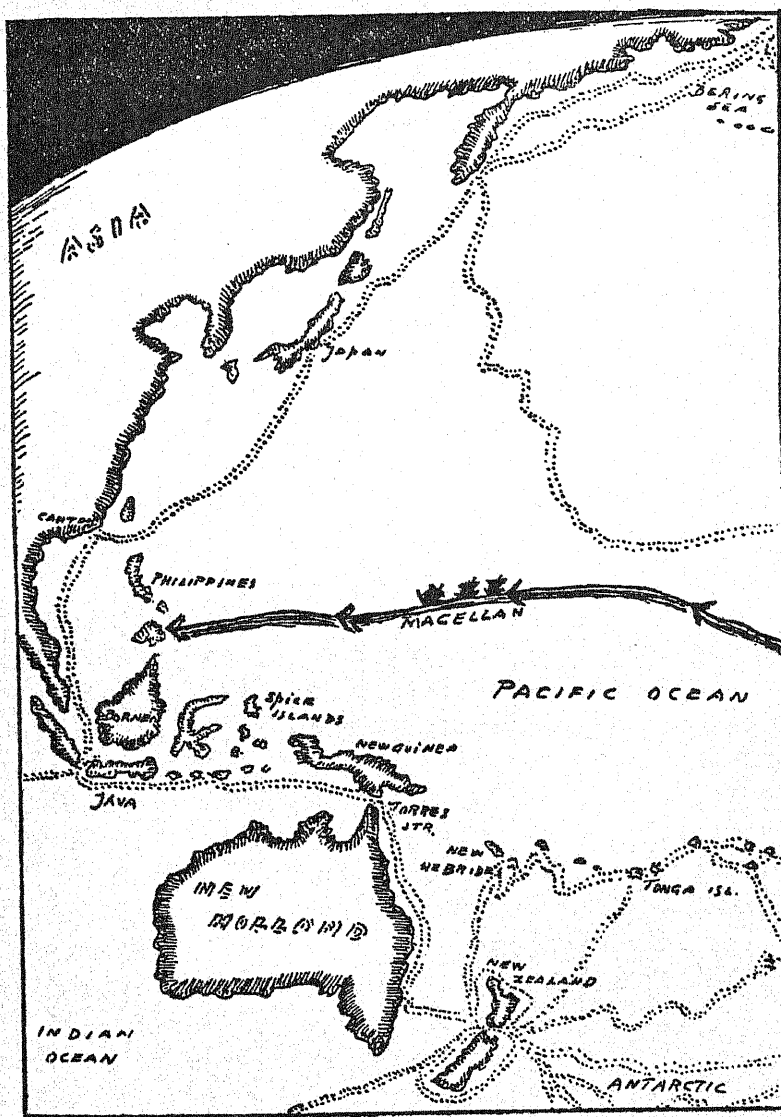 BERING
SEA
ASIA
Japan
CANTON
PHILIPPINES
MAGELLAN
PACIFIC OCEAN
BORNEO
SPICE
ISLANDS
NEW GUINEA
JAVA
TORRES
STR.
NEW
HEBRIDES
TONGA ISL.
NEW
HOLLAND
NEW
ZEALAND
INDIAN
OCEAN
ANTARCTIC